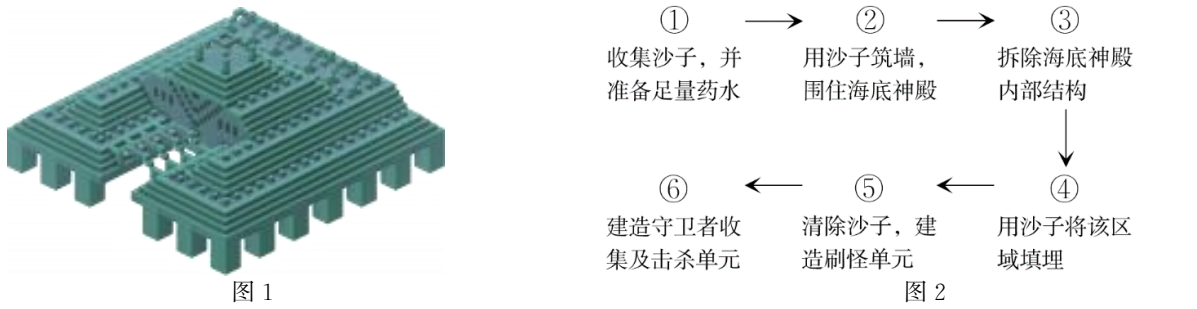 ① → ② → ③
收集沙子，并
准备足量药水
用沙子筑墙，
围住海底神殿
拆除海底神殿
内部结构
⑥ ← ⑤ ← ④
建造守卫者收
集及击杀单元
清除沙子，建
造刷怪单元
用沙子将该区
域填埋
图 1
图 2